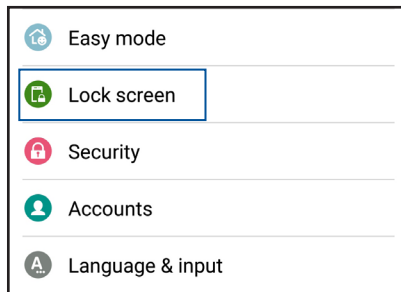 Easy mode
Lock screen
Security
Accounts
Language & input